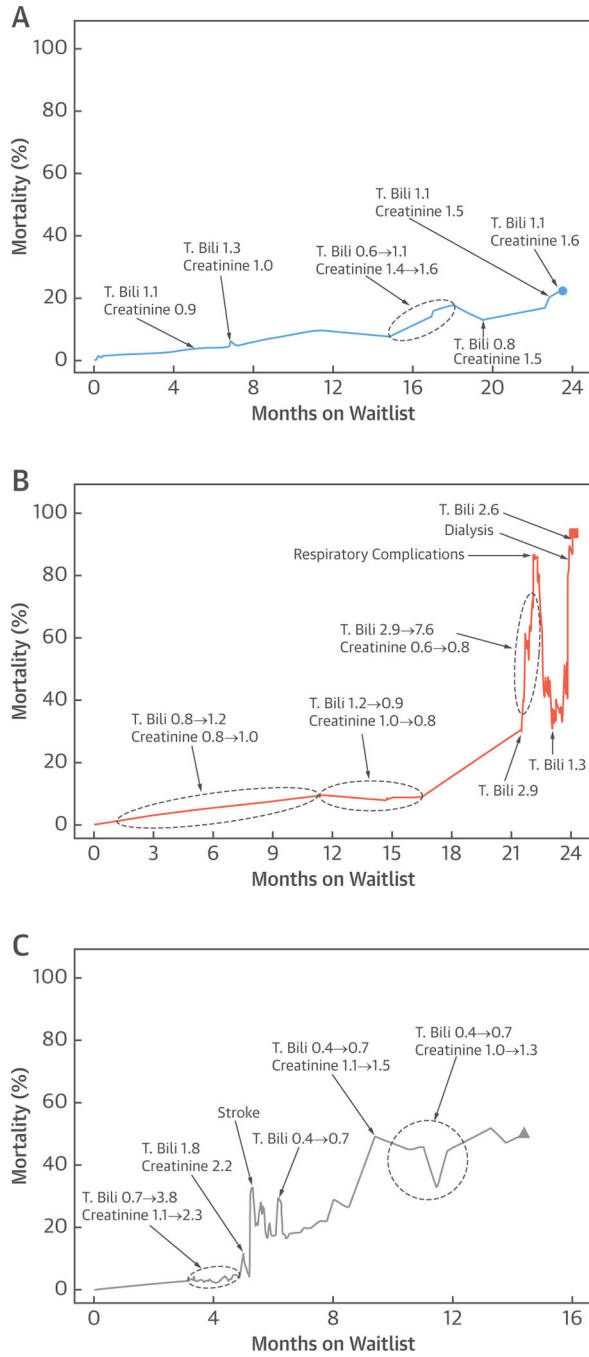 A
100
80
60
40
20
0
Mortality (%)
T. Bili 1.1
Creatinine 0.9
T. Bili 1.3
Creatinine 1.0
T. Bili 0.6→1.1
Creatinine 1.4→1.6
T. Bili 1.1
Creatinine 1.5
T. Bili 1.1
Creatinine 1.6
T. Bili 0.8
Creatinine 1.5
0 4 8 12 16 20 24
Months on Waitlist
B
100
80
60
40
20
0
Mortality (%)
T. Bili 2.6
Dialysis
Respiratory Complications
T. Bili 2.9→7.6
Creatinine 0.6→0.8
T. Bili 0.8→1.2
Creatinine 0.8→1.0
T. Bili 1.2→0.9
Creatinine 1.0→0.8
T. Bili 1.3
T. Bili 2.9
0 3 6 9 12 15 18 21 24
Months on Waitlist
C
100
80
60
40
20
0
Mortality (%)
T. Bili 0.7→3.8
Creatinine 1.1→2.3
T. Bili 1.8
Creatinine 2.2
Stroke
T. Bili 0.4→0.7
T. Bili 0.4→0.7
Creatinine 1.1→1.5
T. Bili 0.4→0.7
Creatinine 1.0→1.3
0 4 8 12 16
Months on Waitlist